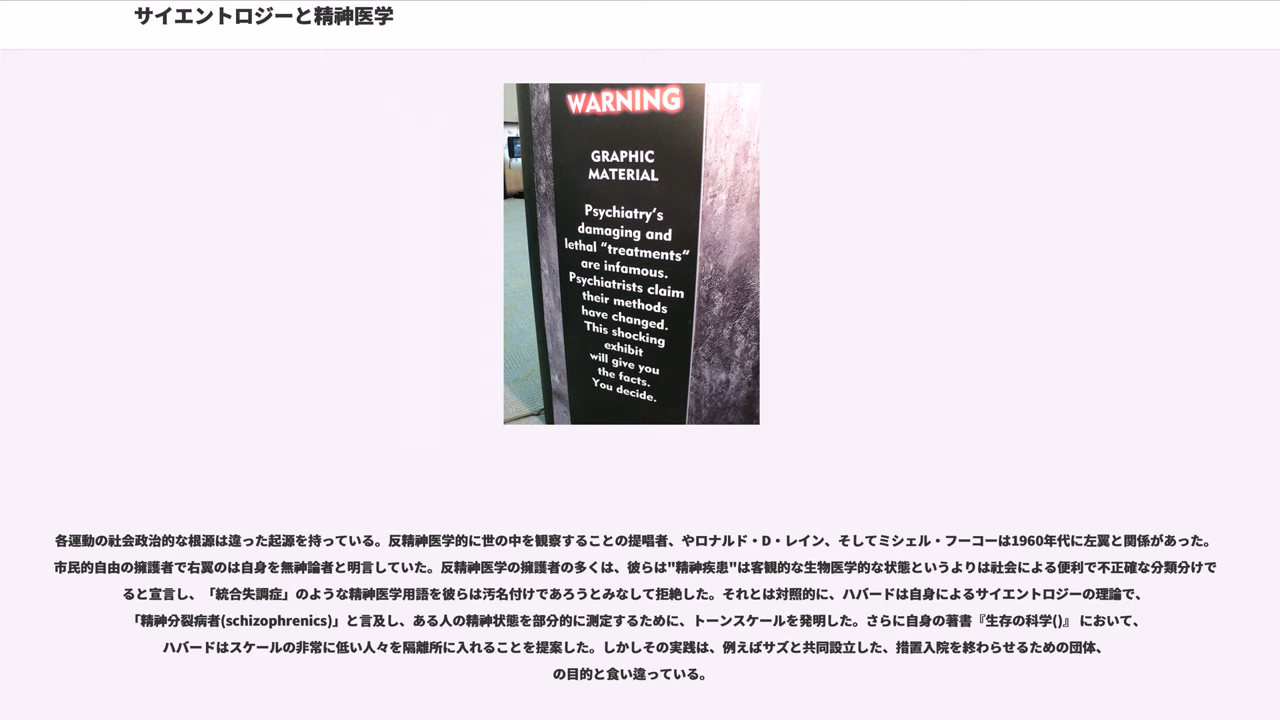 サイエントロジーと精神医学
WARNING
GRAPHIC
MATERIAL
Psychiatry's
damaging and
lethal "treatments"
are infamous.
Psychiatrists claim
their methods
have changed.
This shocking
exhibit
will give you
the facts.
You decide.
各運動の社会政治的な根源は違った起源を持っている。反精神医学的に世の中を観察することの提唱者、やロナルド・D・レイン、そしてミシェル・フーコーは1960年代に左翼と関係があった。
市民的自由の擁護者で右翼のは自身を無神論者と明言していた。反精神医学の擁護者の多くは、彼らは"精神疾患"は客観的な生物医学的な状態というよりは社会による便利で不正確な分類分けで
ると宣言し、「統合失調症」のような精神医学用語を彼らは汚名付けであろうとみなして拒絶した。それとは対照的に、ハバードは自身によるサイエントロジーの理論で、
「精神分裂病者(schizophrenics)」と言及し、ある人の精神状態を部分的に測定するために、トーンスケールを発明した。さらに自身の著書『生存の科学()』 において、
ハバードはスケールの非常に低い人々を隔離所に入れることを提案した。しかしその実践は、例えばサズと共同設立した、措置入院を終わらせるための団体、
の目的と食い違っている。